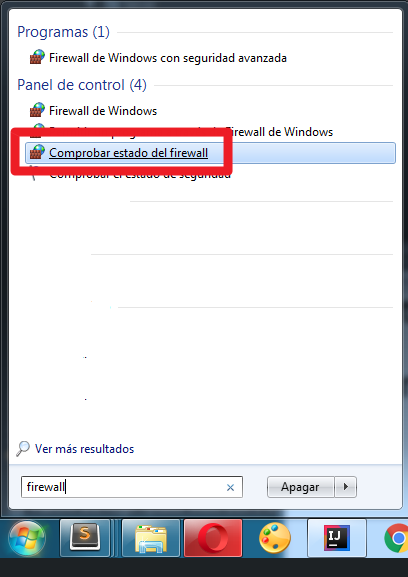 Programas (1)
Firewall de Windows con seguridad avanzada
Panel de control (4)
Firewall de Windows
Firewall de Windows
Comprobar estado del firewall
Comprobar el estado de seguridad
Ver más resultados
firewall
Apagar
S
IJ